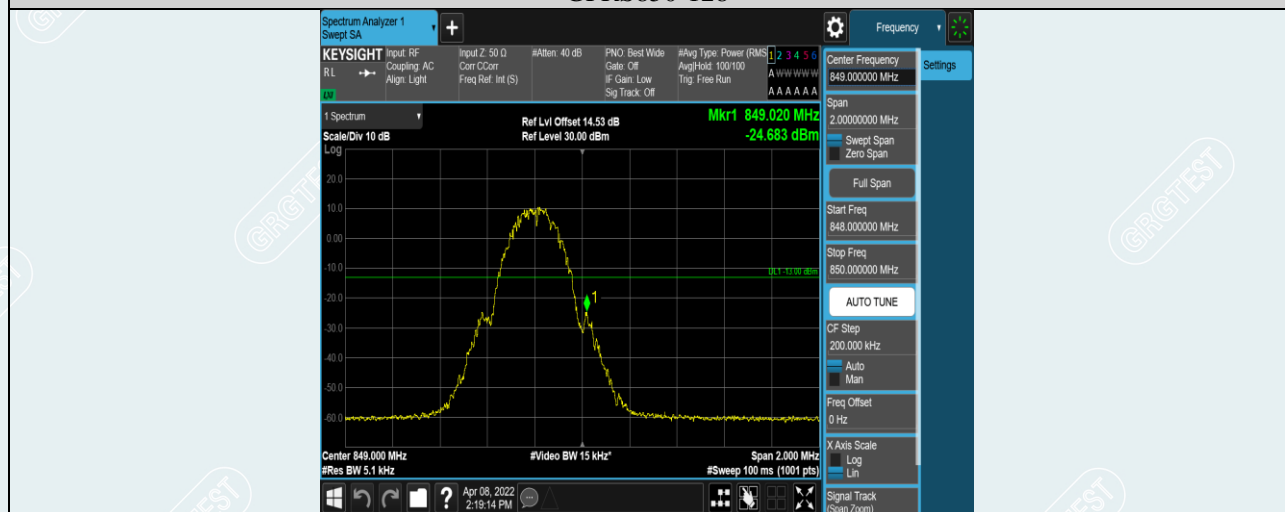 Spectrum Analyzer 1
Swept SA
+
Frequency
KEYSIGHT
RL
LXI
Input: RF
Coupling: AC
Align: Light
Input Z: 50 Ω
Corr CCorr
Freq Ref: Int (S)
#Atten: 40 dB
PNO: Best Wide
Gate: Off
IF Gain: Low
Sig Track: Off
#Avg Type: Power (RMS
Avg|Hold: 100/100
Trig: Free Run
1 2 3 4 5 6
A W W W W W
A A A A A A
Center Frequency
849.000000 MHz
Settings
1 Spectrum
Scale/Div 10 dB
Log
Ref Lvl Offset 14.53 dB
Ref Level 30.00 dBm
Mkr1 849.020 MHz
-24.683 dBm
Span
2.00000000 MHz
Swept Span
Zero Span
Full Span
Start Freq
848.000000 MHz
Stop Freq
850.000000 MHz
AUTO TUNE
CF Step
200.000 kHz
Auto
Man
Freq Offset
0 Hz
X Axis Scale
Log
Lin
Signal Track
(Span Zoom)
20.0
10.0
0.00
-10.0
DL1 -13.00 dBm
-20.0
1
-30.0
-40.0
-50.0
-60.0
Center 849.000 MHz
#Res BW 5.1 kHz
#Video BW 15 kHz*
Span 2.000 MHz
#Sweep 100 ms (1001 pts)
?
Apr 08, 2022
2:19:14 PM
GRGTEST
GRGTEST
GRGTEST